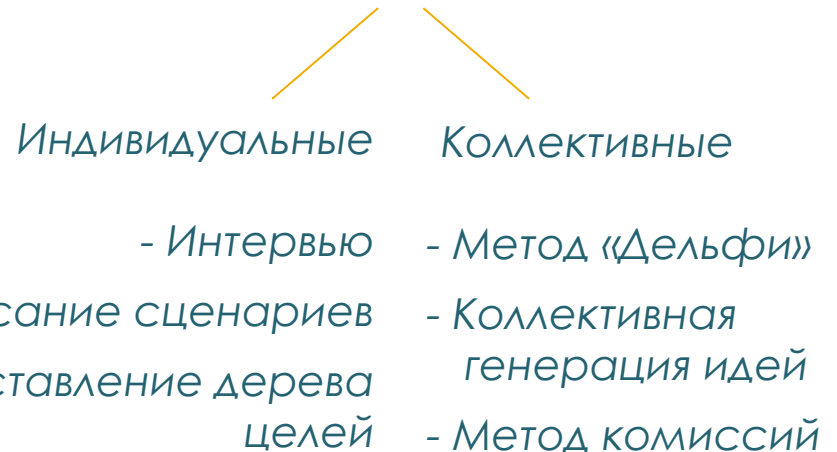 Индивидуальные
- Интервью
сание сценариев
ставление дерева
целей
Коллективные
- Метод «Дельфи»
- Коллективная
генерация идей
- Метод комиссий